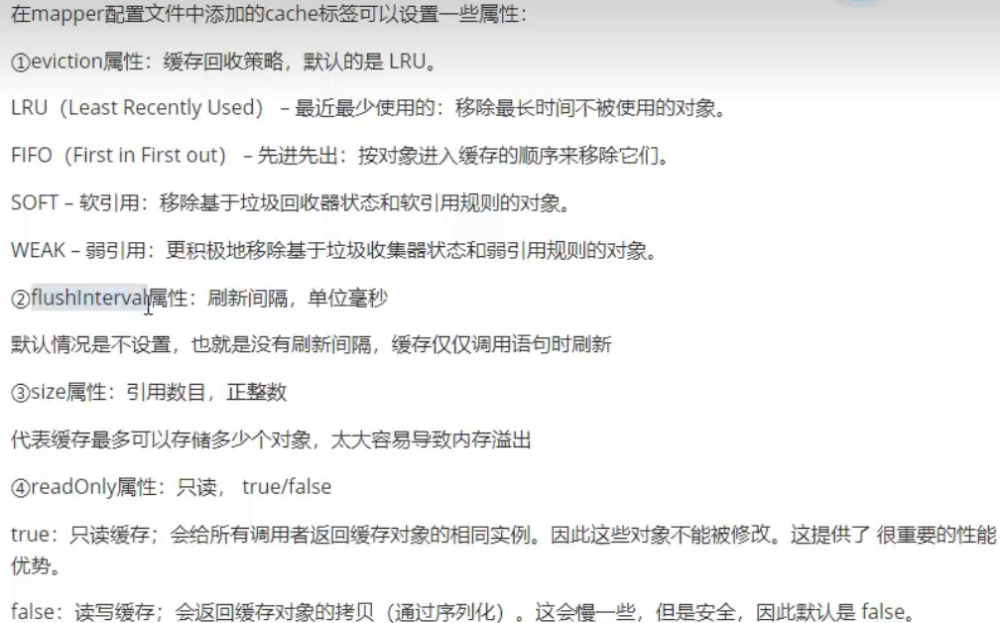 在mapper配置文件中添加的cache标签可以设置一些属性：
①eviction属性：缓存回收策略，默认的是 LRU。
LRU（Least Recently Used） – 最近最少使用的：移除最长时间不被使用的对象。
FIFO（First in First out） – 先进先出：按对象进入缓存的顺序来移除它们。
SOFT – 软引用：移除基于垃圾回收器状态和软引用规则的对象。
WEAK – 弱引用：更积极地移除基于垃圾收集器状态和弱引用规则的对象。
②flushInterval属性：刷新间隔，单位毫秒
默认情况是不设置，也就是没有刷新间隔，缓存仅仅调用语句时刷新
③size属性：引用数目，正整数
代表缓存最多可以存储多少个对象，太大容易导致内存溢出
④readOnly属性：只读， true/false
true：只读缓存；会给所有调用者返回缓存对象的相同实例。因此这些对象不能被修改。这提供了 很重要的性能
优势。
false：读写缓存；会返回缓存对象的拷贝（通过序列化）。这会慢一些，但是安全，因此默认是 false。